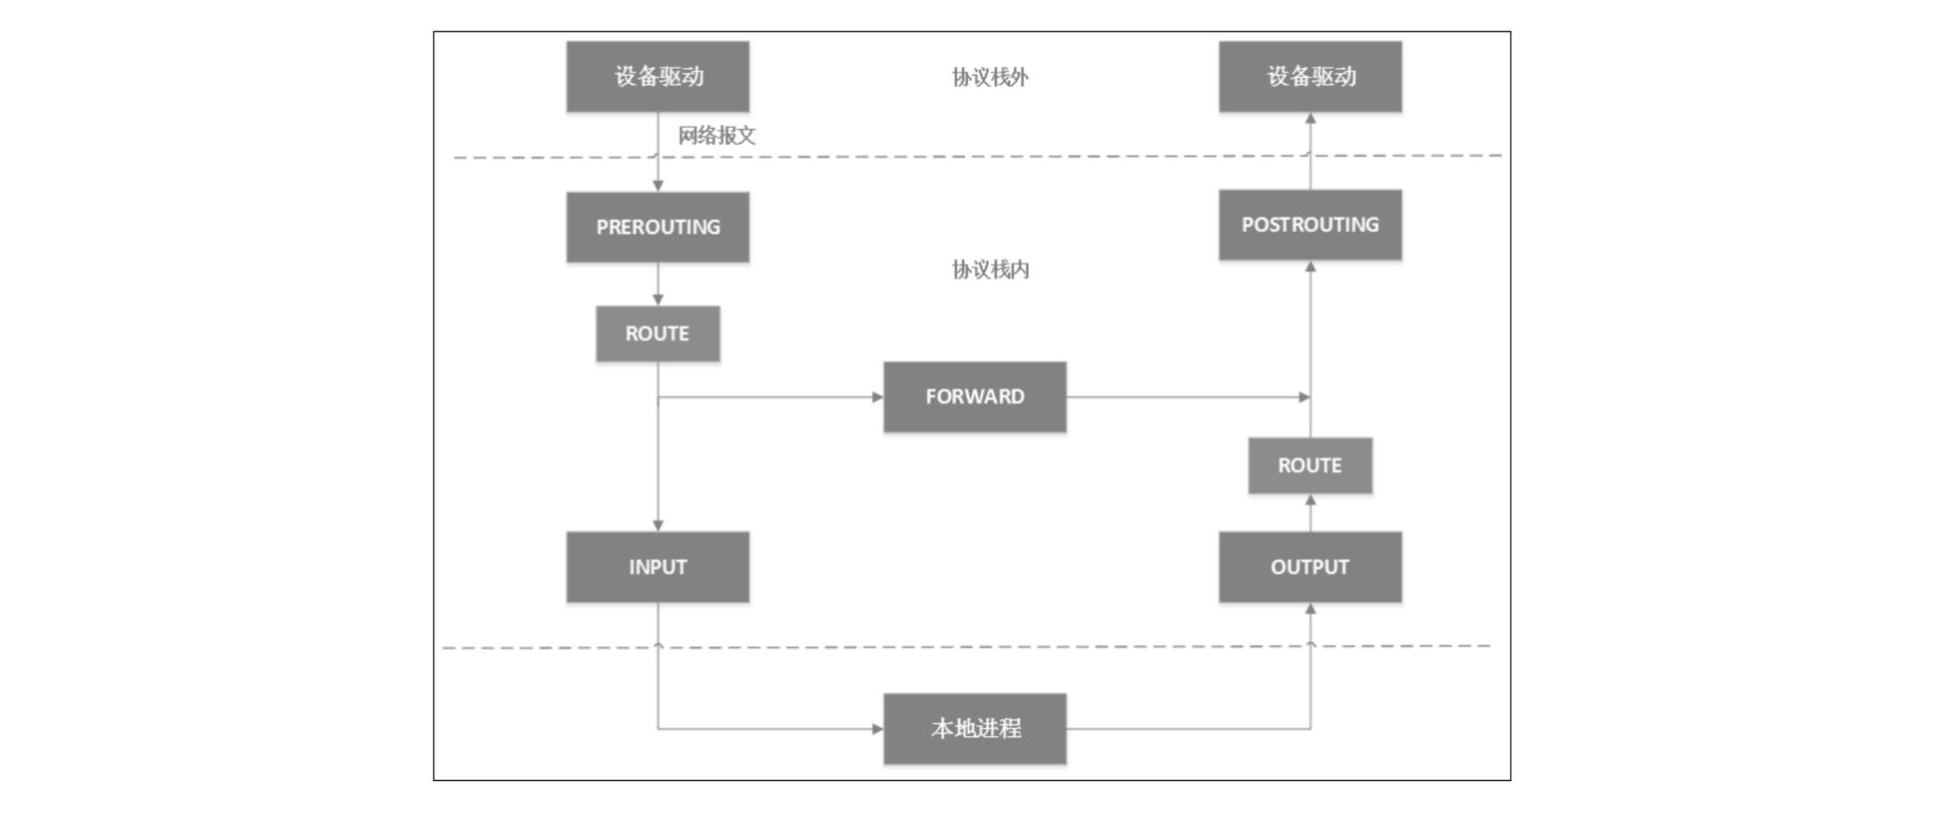 设备驱动
协议栈外
设备驱动
网络报文
PREROUTING
POSTROUTING
协议栈内
ROUTE
FORWARD
ROUTE
INPUT
OUTPUT
本地进程